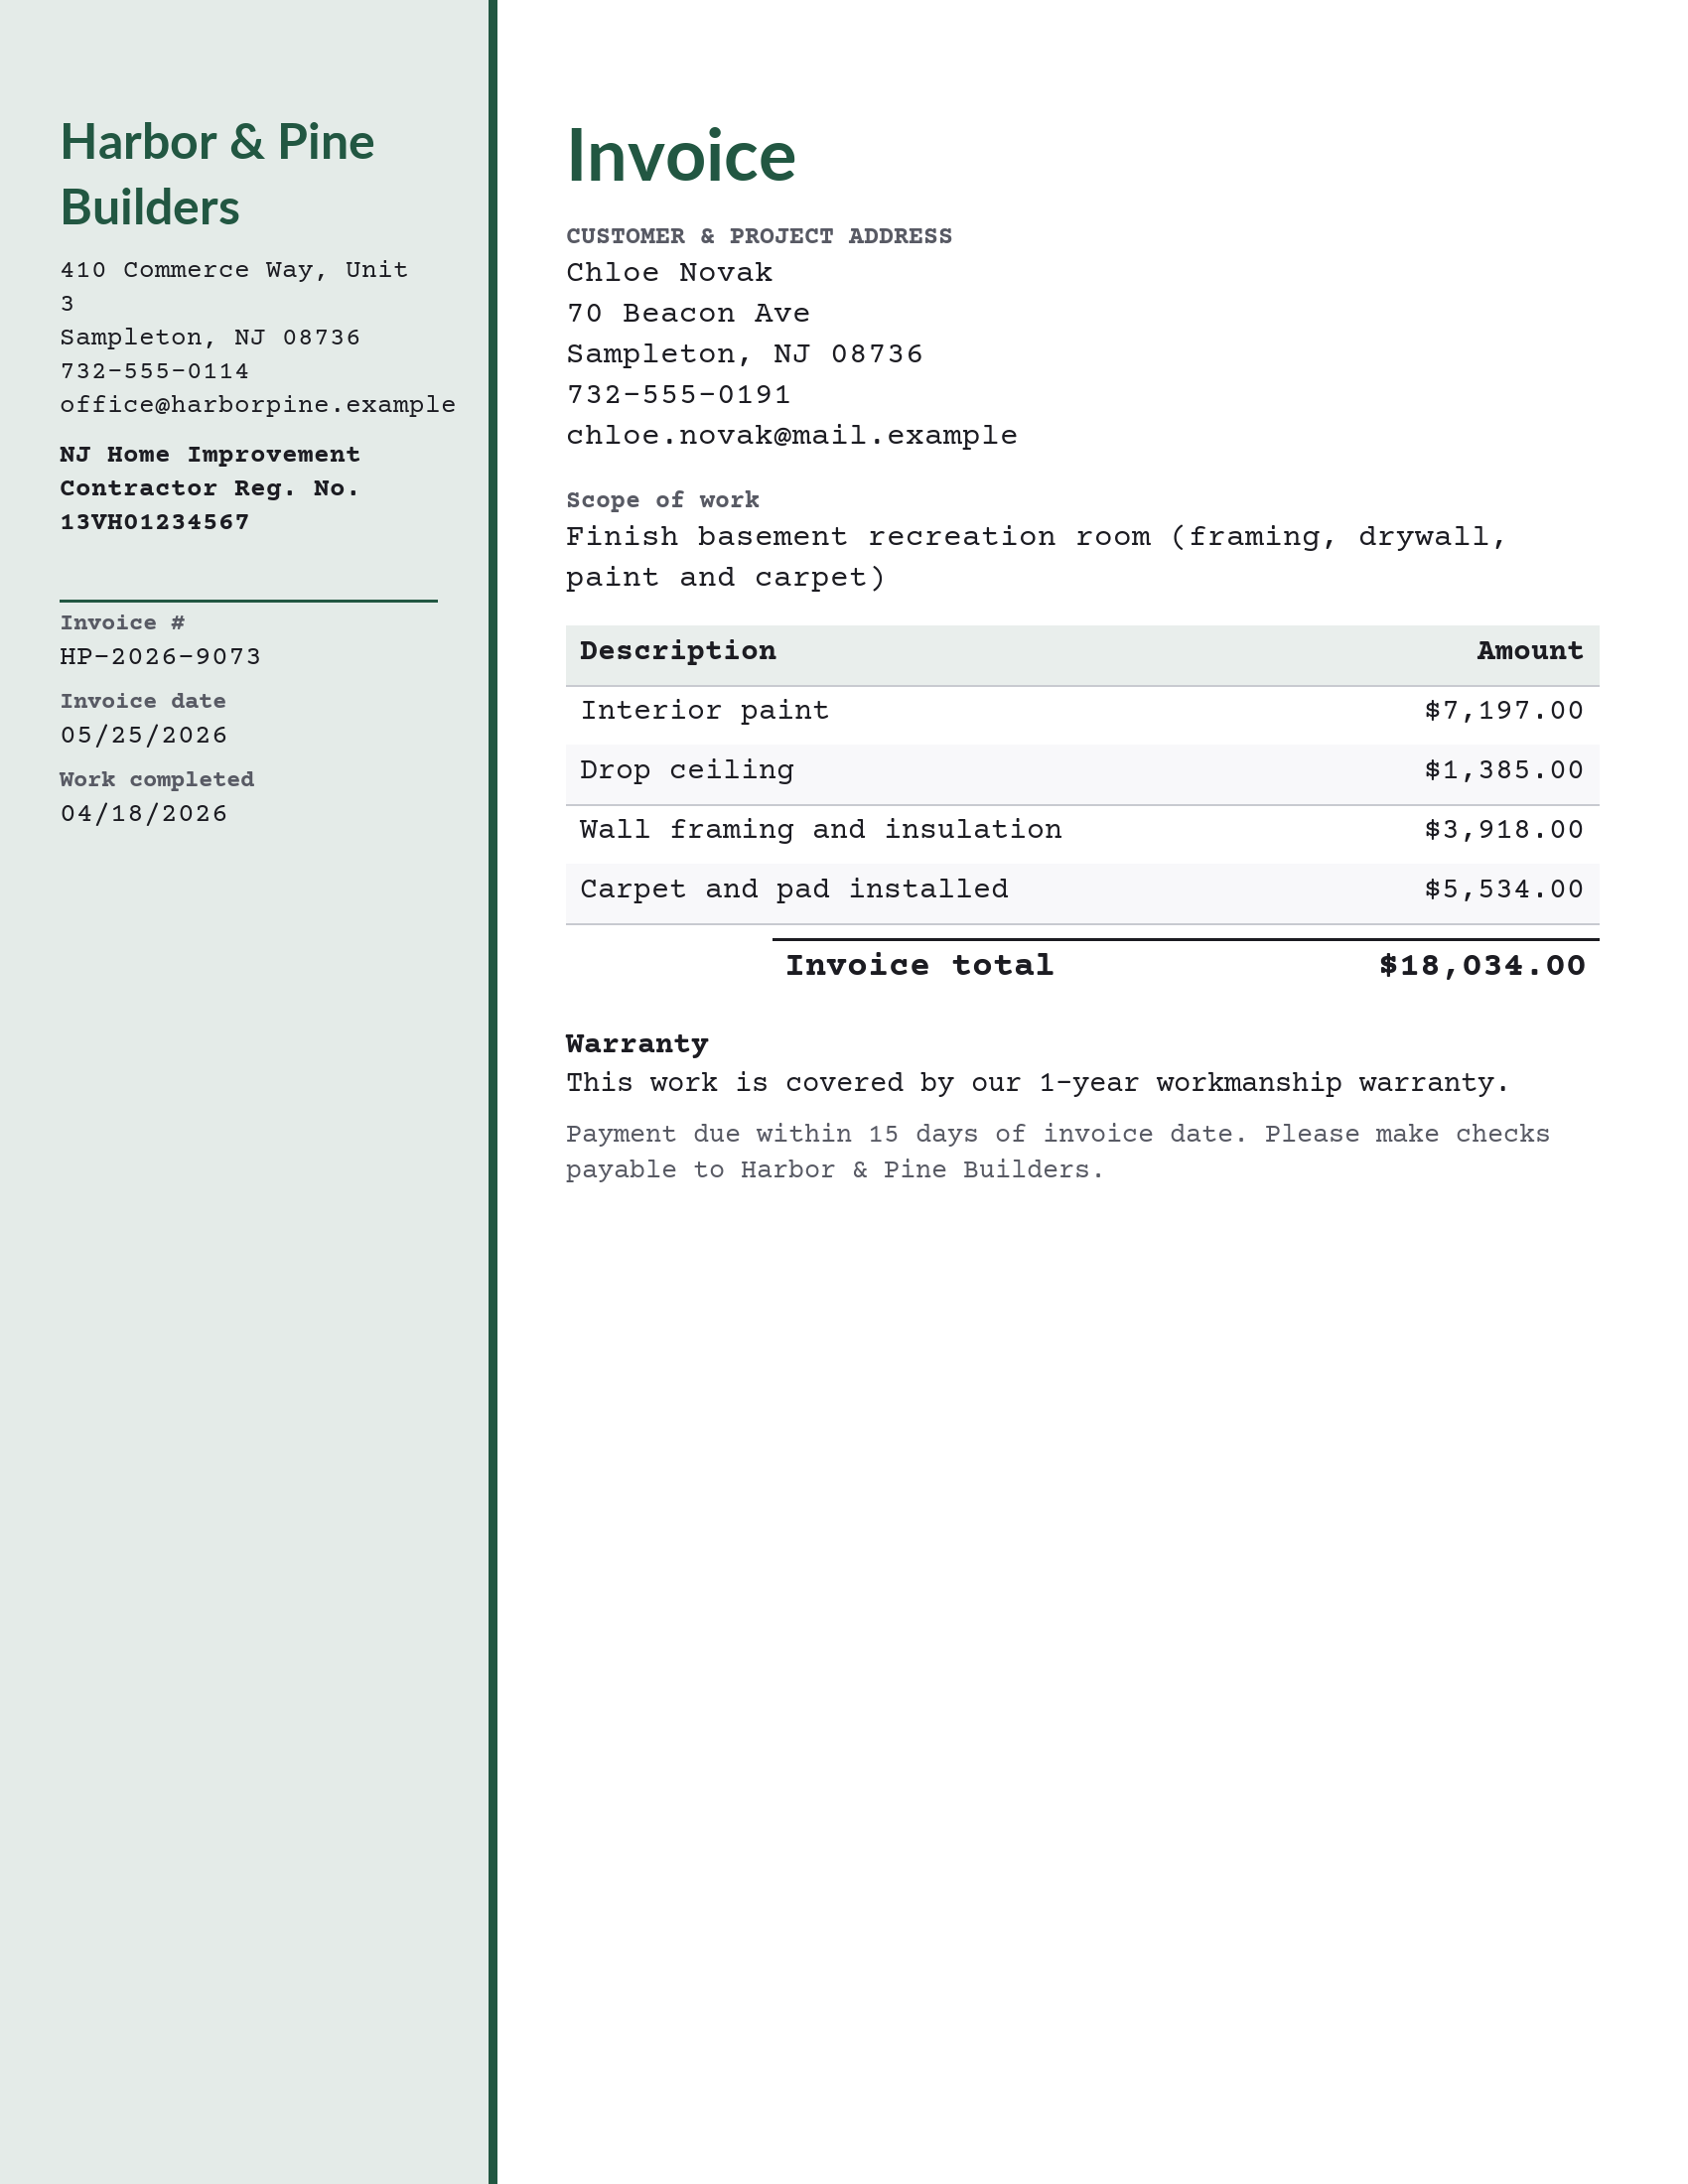 Harbor & Pine
Builders
410 Commerce Way, Unit
3
Sampleton, NJ 08736
732-555-0114
office@harborpine.example
NJ Home Improvement
Contractor Reg. No.
13VH01234567
Invoice #
HP-2026-9073
Invoice date
05/25/2026
Work completed
04/18/2026
Invoice
CUSTOMER & PROJECT ADDRESS
Chloe Novak
70 Beacon Ave
Sampleton, NJ 08736
732-555-0191
chloe.novak@mail.example
Scope of work
Finish basement recreation room (framing, drywall,
paint and carpet)
Description Amount
Interior paint $7,197.00
Drop ceiling $1,385.00
Wall framing and insulation $3,918.00
Carpet and pad installed $5,534.00
Invoice total $18,034.00
Warranty
This work is covered by our 1-year workmanship warranty.
Payment due within 15 days of invoice date. Please make checks
payable to Harbor & Pine Builders.